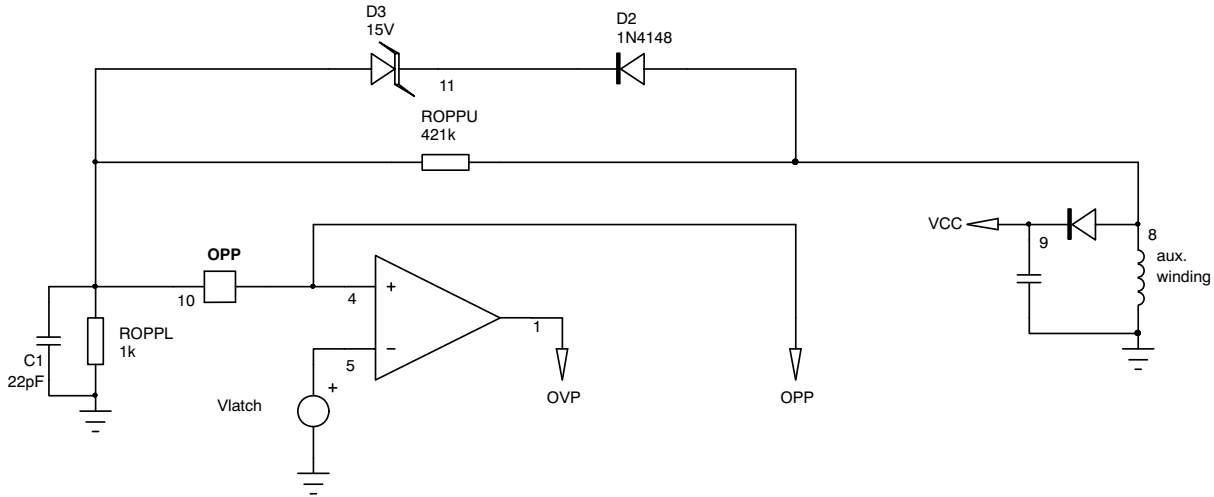 D3
15V
D2
1N4148
11
ROPPU
421k
VCC
9
8
aux.
winding
OPP
10
4
+
ROPPL
1k
1
C1
22pF
5
−
+
Vlatch
OVP
OPP